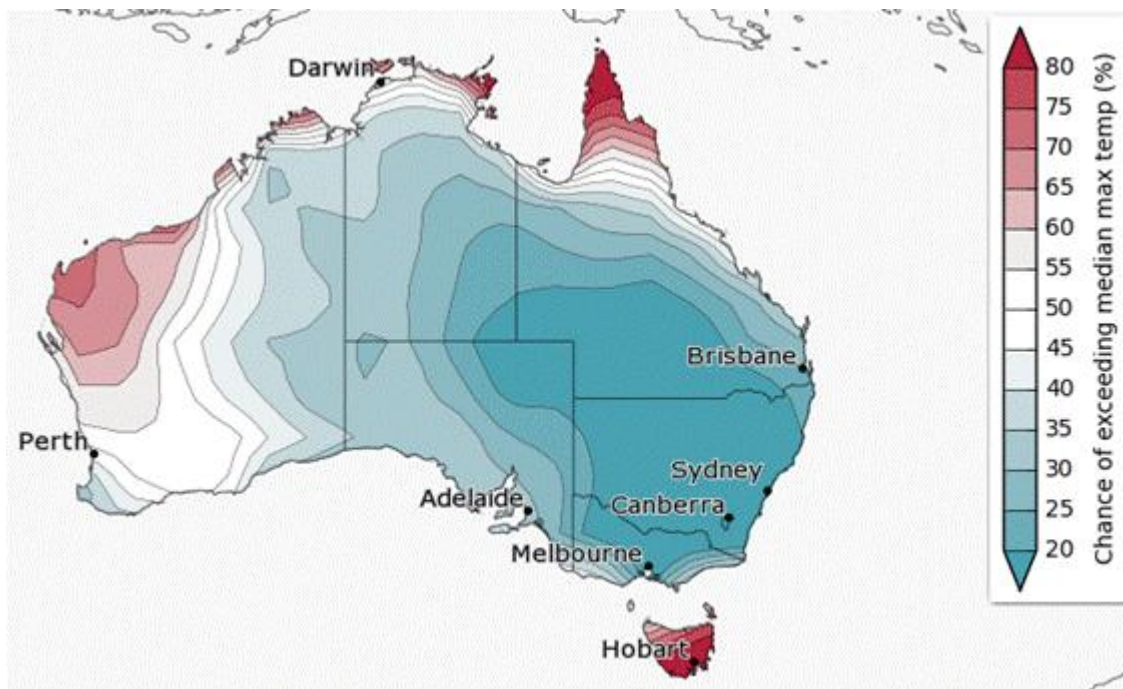 Darwin
Brisbane
Perth
Sydney
Adelaide
Canberra
Melbourne
Hobart
80
75
70
65
60
55
50
45
40
35
30
25
20
Chance of exceeding median max temp (%)